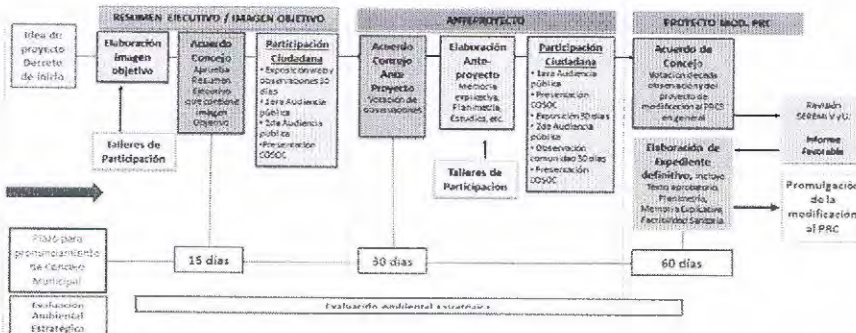 RESUMEN EJECUTIVO / IMAGEN OBJETIVO
ANTEPROYECTO
PROYECTO MOD. PRC
Idea de
proyecto
Decreto
de inicio
Elaboración
imagen
objetivo
Talleres de
Participación
Acuerdo
Concejo
Aprueba
Resumen
Ejecutivo
que contiene
Imagen
Objetivo
Participación
Ciudadana
• Exposición web y
observaciones 30
días
• 1era Audiencia
pública
• 2da Audiencia
pública
• Presentación
COSOC
Acuerdo
Concejo
Ante
Proyecto
Votación de
observaciones
Elaboración
Ante-
proyecto
Memoria
explicativa,
Planimetría,
Estudios, etc.
Talleres de
Participación
Participación
Ciudadana
• 1era Audiencia
pública
• Presentación
COSOC
• Exposición 30 días
• 2da Audiencia
pública
• Observación
comunidad 30 días
• Presentación
COSOC
Acuerdo de
Concejo
Votación de cada
observación y del
proyecto de
modificación al PRCS
en general
Elaboración de
Expediente
definitivo, incluye
Texto aprobatorio
Planimetría,
Memoria Explicativa,
Factibilidad Sanitaria.
Revisión
SEREMI V y U.
Informe
Favorable
Promulgación
de la
modificación
al PRC
Plazo para
pronunciamiento
de Concejo
Municipal
15 días
30 días
60 días
Evaluación
Ambiental
Estratégica
Evaluación Ambiental Estratégica